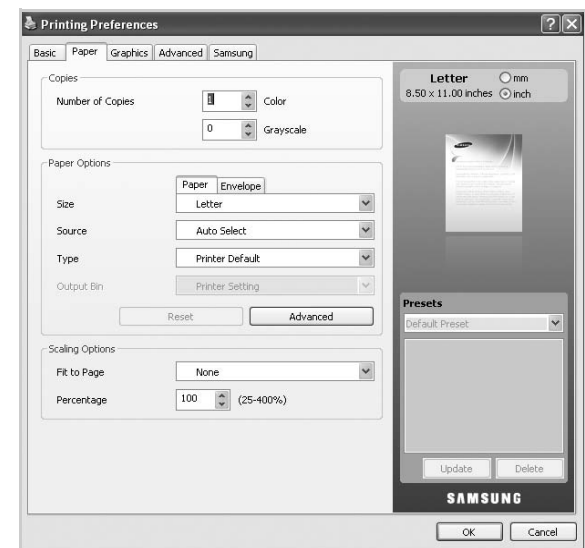 Printing Preferences
Basic Paper Graphics Advanced Samsung
Copies
Number of Copies
Color
0 Grayscale
Paper Options
Paper Envelope
Size Letter
Source Auto Select
Type Printer Default
Output Bin Printer Setting
Reset Advanced
Scaling Options
Fit to Page None
Percentage 100 (25-400%)
Letter mm
8.50 x 11.00 inches inch
Presets
Default Preset
Update Delete
SAMSUNG
OK Cancel